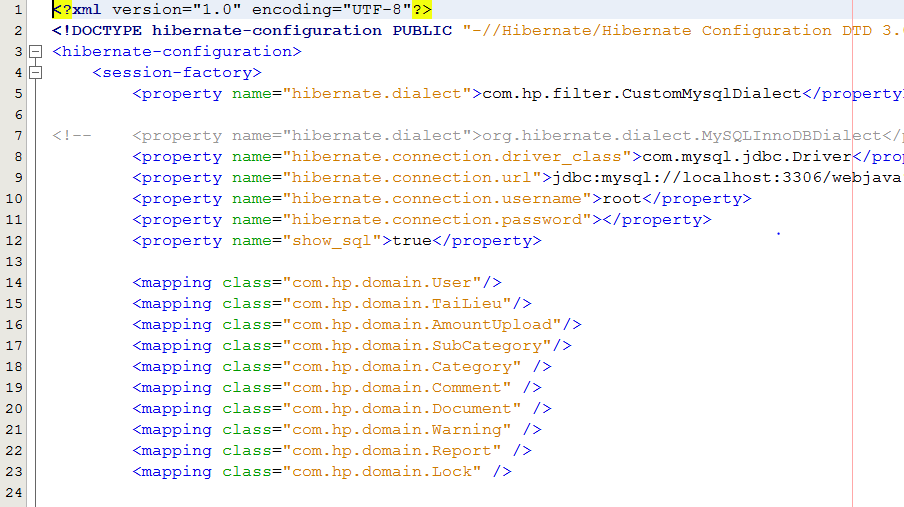 1 <?xml version="1.0" encoding="UTF-8"?>
2 <!DOCTYPE hibernate-configuration PUBLIC "-//Hibernate/Hibernate Configuration DTD 3.
3 <hibernate-configuration>
4 <session-factory>
5 <property name="hibernate.dialect">com.hp.filter.CustomMysqlDialect</property
6
7 <!-- <property name="hibernate.dialect">org.hibernate.dialect.MySQLInnoDBDialect</
8 <property name="hibernate.connection.driver_class">com.mysql.jdbc.Driver</prop
9 <property name="hibernate.connection.url">jdbc:mysql://localhost:3306/webjava
10 <property name="hibernate.connection.username">root</property>
11 <property name="hibernate.connection.password"></property>
12 <property name="show_sql">true</property>
13
14 <mapping class="com.hp.domain.User"/>
15 <mapping class="com.hp.domain.TaiLieu"/>
16 <mapping class="com.hp.domain.AmountUpload"/>
17 <mapping class="com.hp.domain.SubCategory"/>
18 <mapping class="com.hp.domain.Category" />
19 <mapping class="com.hp.domain.Comment" />
20 <mapping class="com.hp.domain.Document" />
21 <mapping class="com.hp.domain.Warning" />
22 <mapping class="com.hp.domain.Report" />
23 <mapping class="com.hp.domain.Lock" />
24